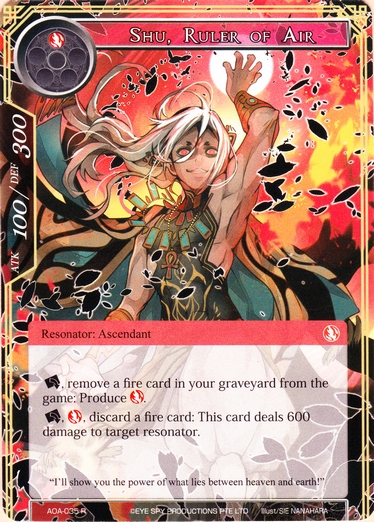 Shu, Ruler of Air
ATK 100/DEF 300
Resonator: Ascendant
, remove a fire card in your graveyard from the
game: Produce .
, , discard a fire card: This card deals 600
damage to target resonator.
“I'll show you the power of what lies between heaven and earth!”
AOA-035 R ©EYE SPY PRODUCTIONS PTE LTD Illust/SE NANAHARA